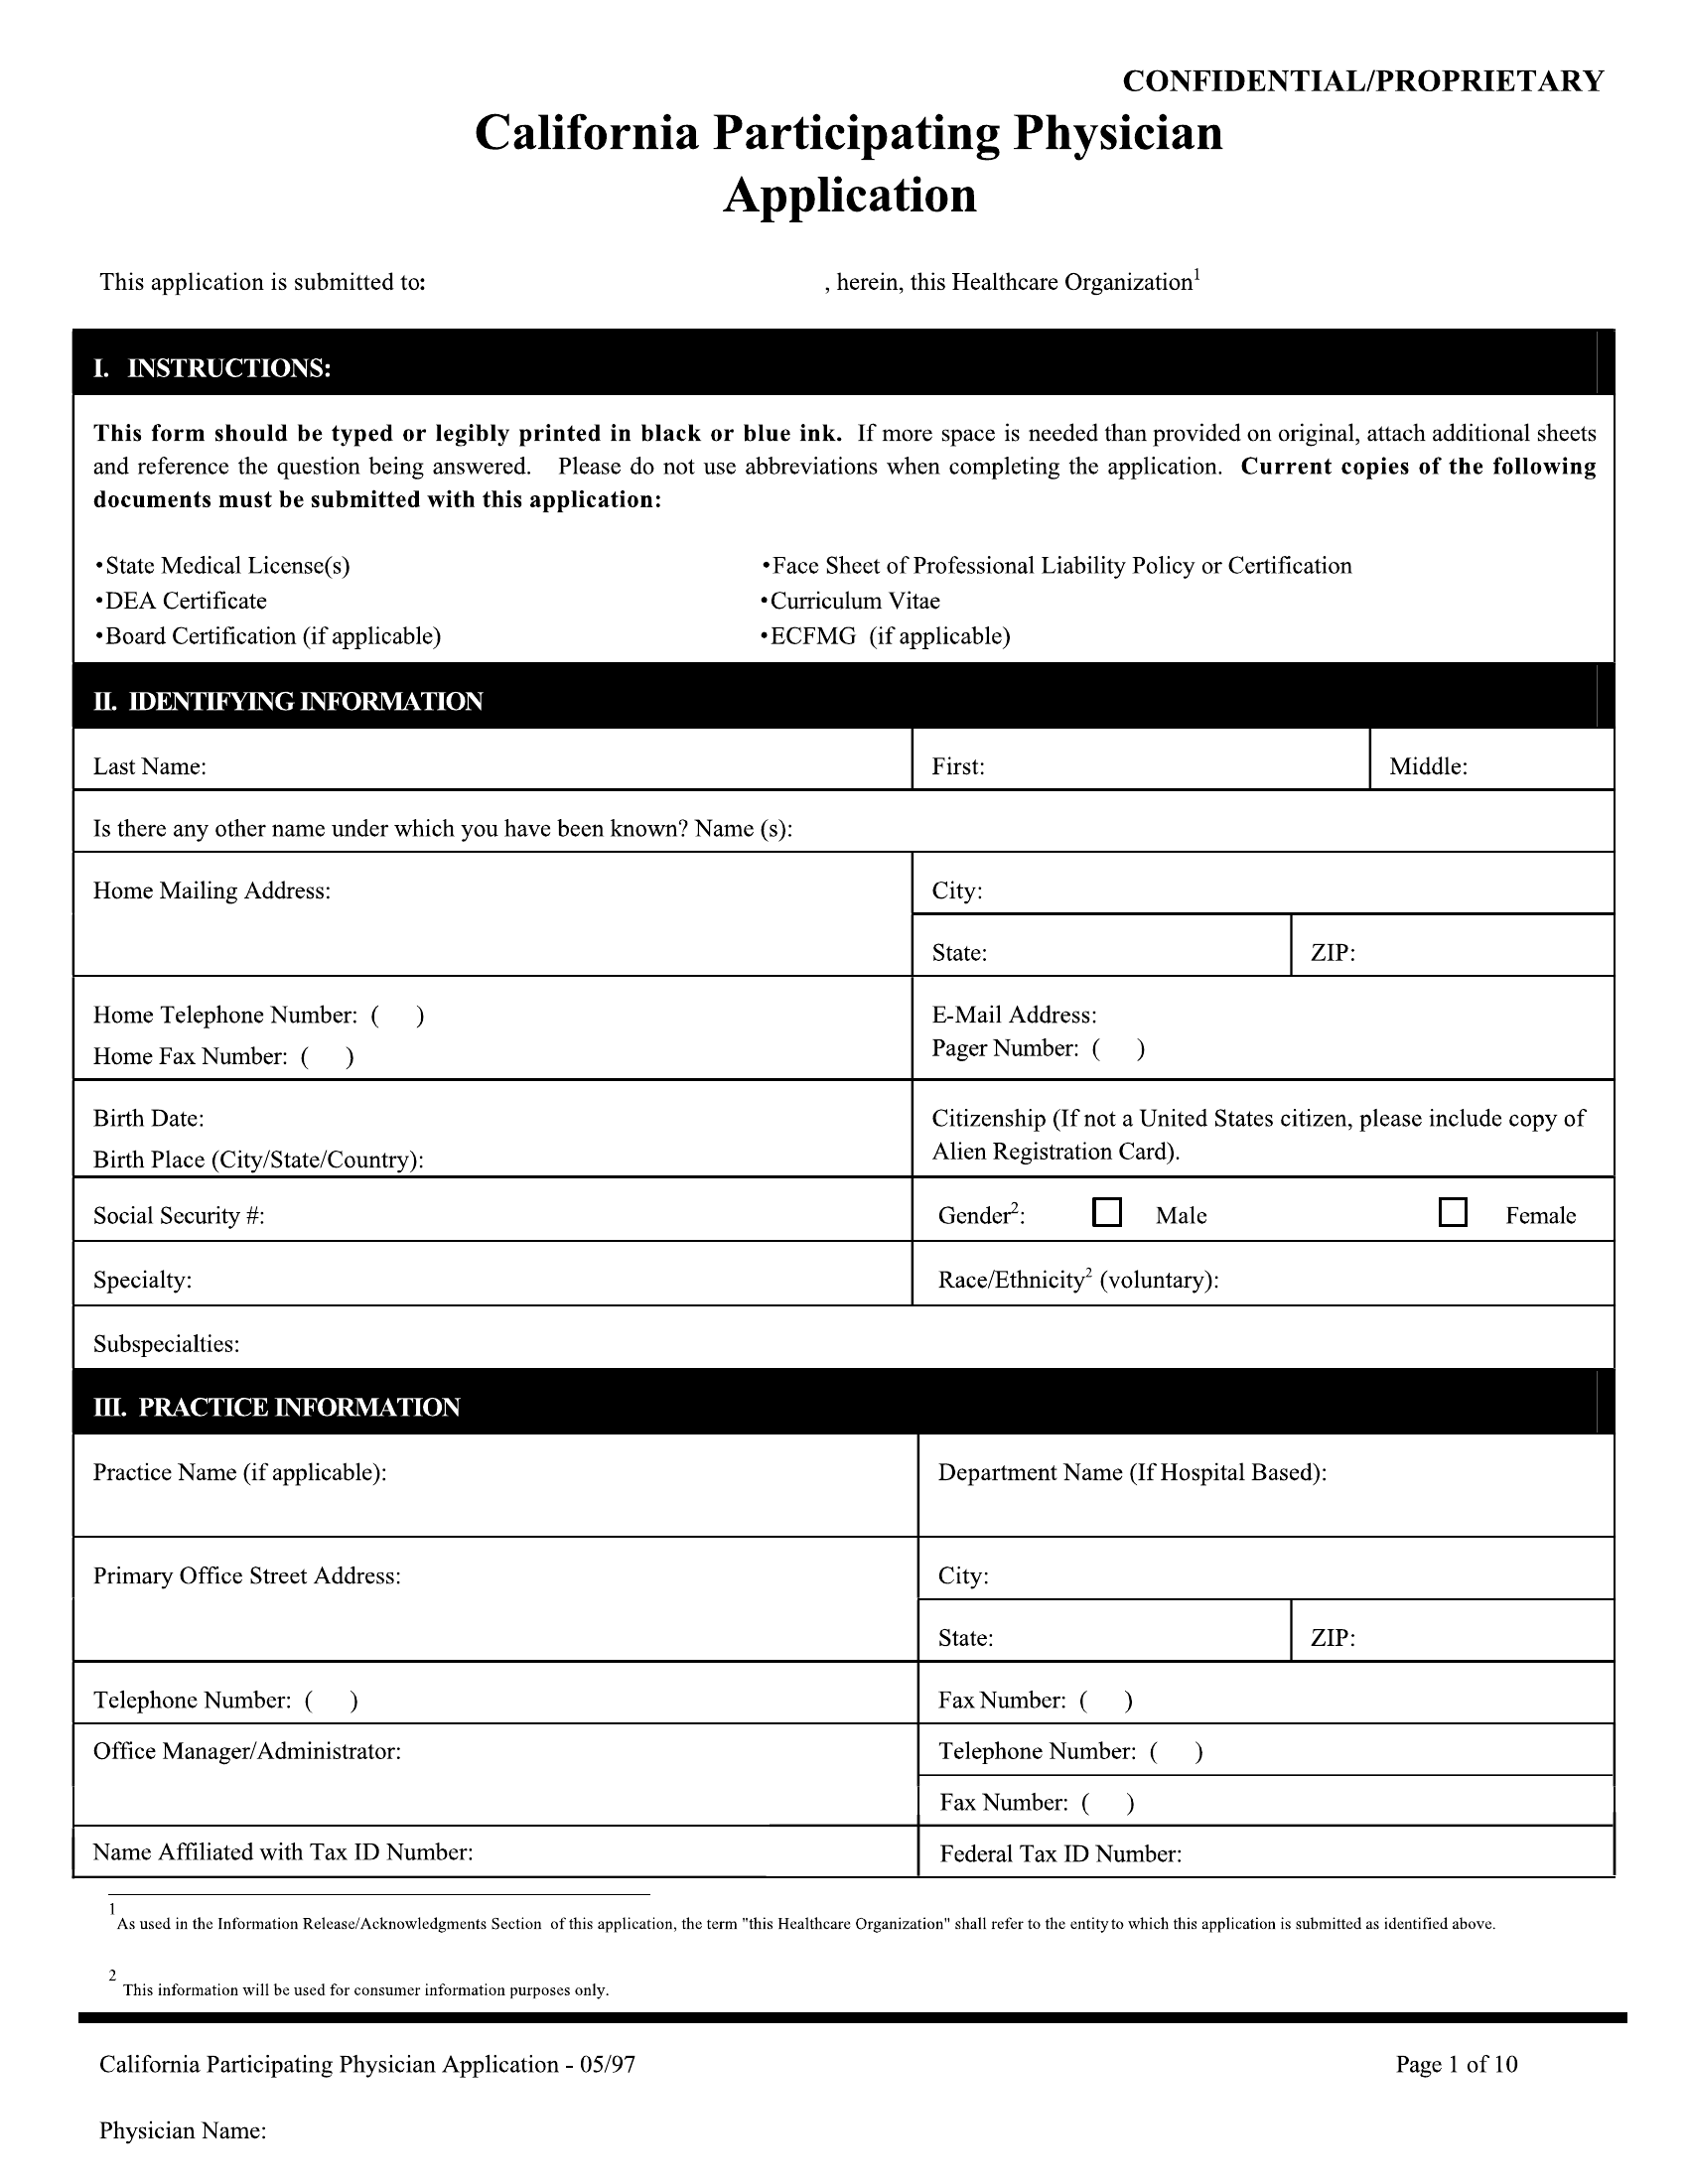 CONFIDENTIAL/PROPRIETARY
California Participating Physician
Application
This application is submitted to: , herein, this Healthcare Organization1
I. INSTRUCTIONS:
This form should be typed or legibly printed in black or blue ink. If more space is needed than provided on original, attach additional sheets
and reference the question being answered. Please do not use abbreviations when completing the application. Current copies of the following
documents must be submitted with this application:
•State Medical License(s) •Face Sheet of Professional Liability Policy or Certification
•DEA Certificate •Curriculum Vitae
•Board Certification (if applicable) •ECFMG (if applicable)
II. IDENTIFYING INFORMATION
Last Name: First: Middle:
Is there any other name under which you have been known? Name (s):
Home Mailing Address: City:
State: ZIP:
Home Telephone Number: ( ) E-Mail Address:
Home Fax Number: ( ) Pager Number: ( )
Birth Date: Citizenship (If not a United States citizen, please include copy of
Birth Place (City/State/Country): Alien Registration Card).
Social Security #: Gender2: Male Female
Specialty: Race/Ethnicity2 (voluntary):
Subspecialties:
III. PRACTICE INFORMATION
Practice Name (if applicable): Department Name (If Hospital Based):
Primary Office Street Address: City:
State: ZIP:
Telephone Number: ( ) Fax Number: ( )
Office Manager/Administrator: Telephone Number: ( )
Fax Number: ( )
Name Affiliated with Tax ID Number: Federal Tax ID Number:
1 As used in the Information Release/Acknowledgments Section of this application, the term "this Healthcare Organization" shall refer to the entity to which this application is submitted as identified above.
2 This information will be used for consumer information purposes only.
California Participating Physician Application - 05/97 Page 1 of 10
Physician Name: